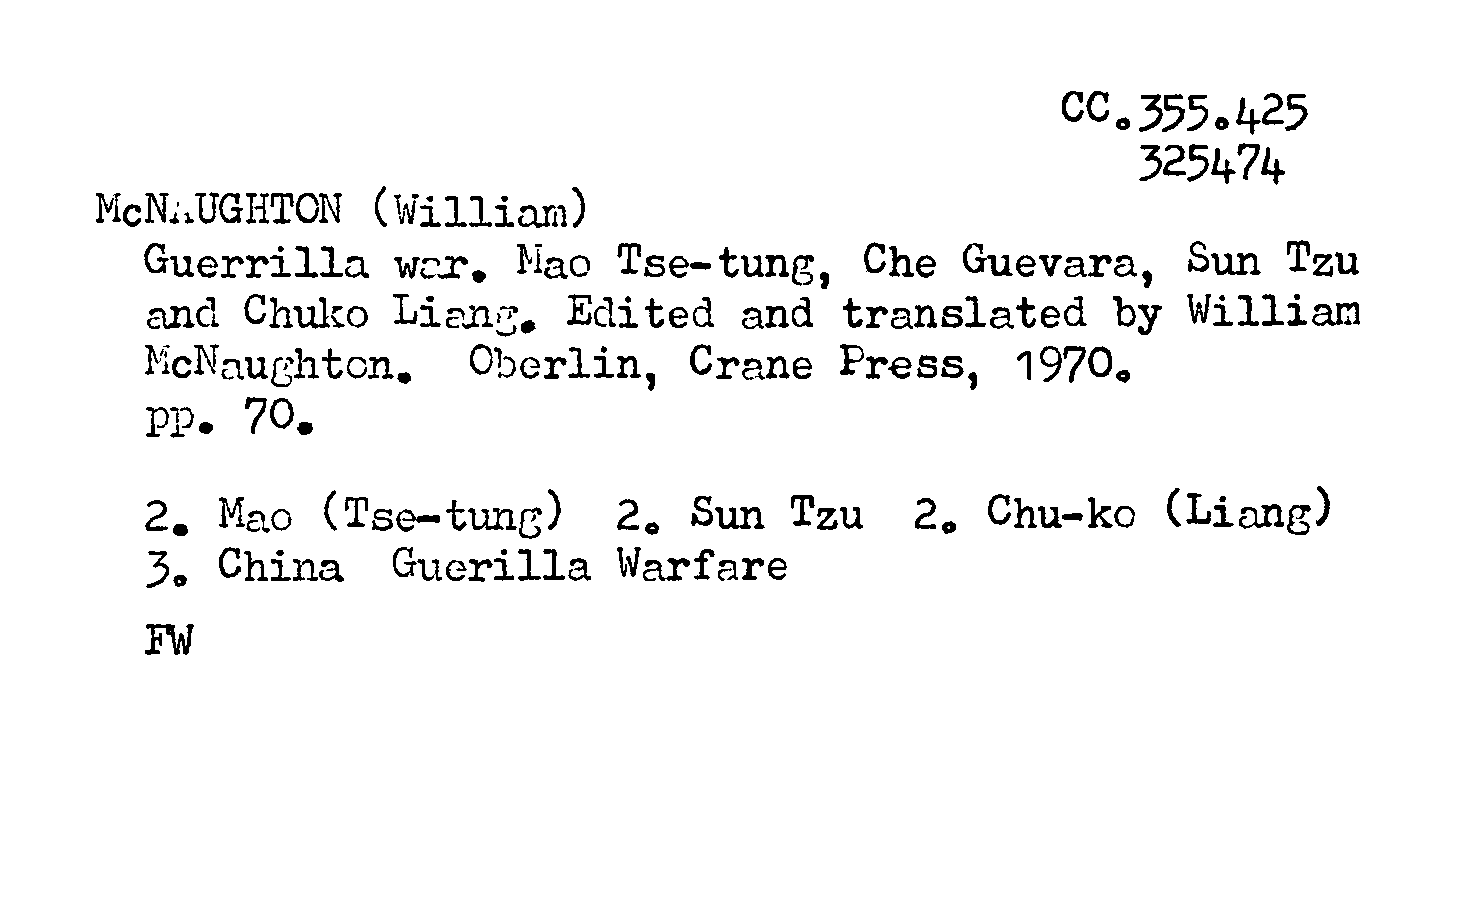 CC.355.425
325474
McNAUGHTON (William)
Guerrilla war. Mao Tse-tung, Che Guevara, Sun Tzu
and Chuko Liang. Edited and translated by William
McNaughton. Oberlin, Crane Press, 1970.
pp. 70.
2. Mao (Tse-tung) 2. Sun Tzu 2. Chu-ko (Liang)
3. China Guerilla Warfare
FW